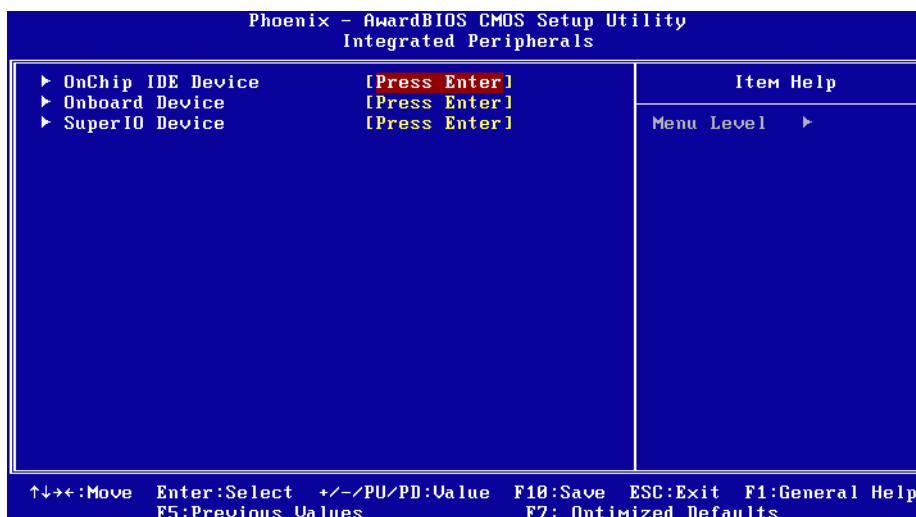 Phoenix - AwardBIOS CMOS Setup Utility
Integrated Peripherals
▶ OnChip IDE Device [Press Enter]
▶ Onboard Device [Press Enter]
▶ SuperIO Device [Press Enter]
Item Help
Menu Level ▶
↑↓→←:Move Enter:Select +/-/PU/PD:Value F10:Save ESC:Exit F1:General Help
F5:Previous Values F7: Optimized Defaults